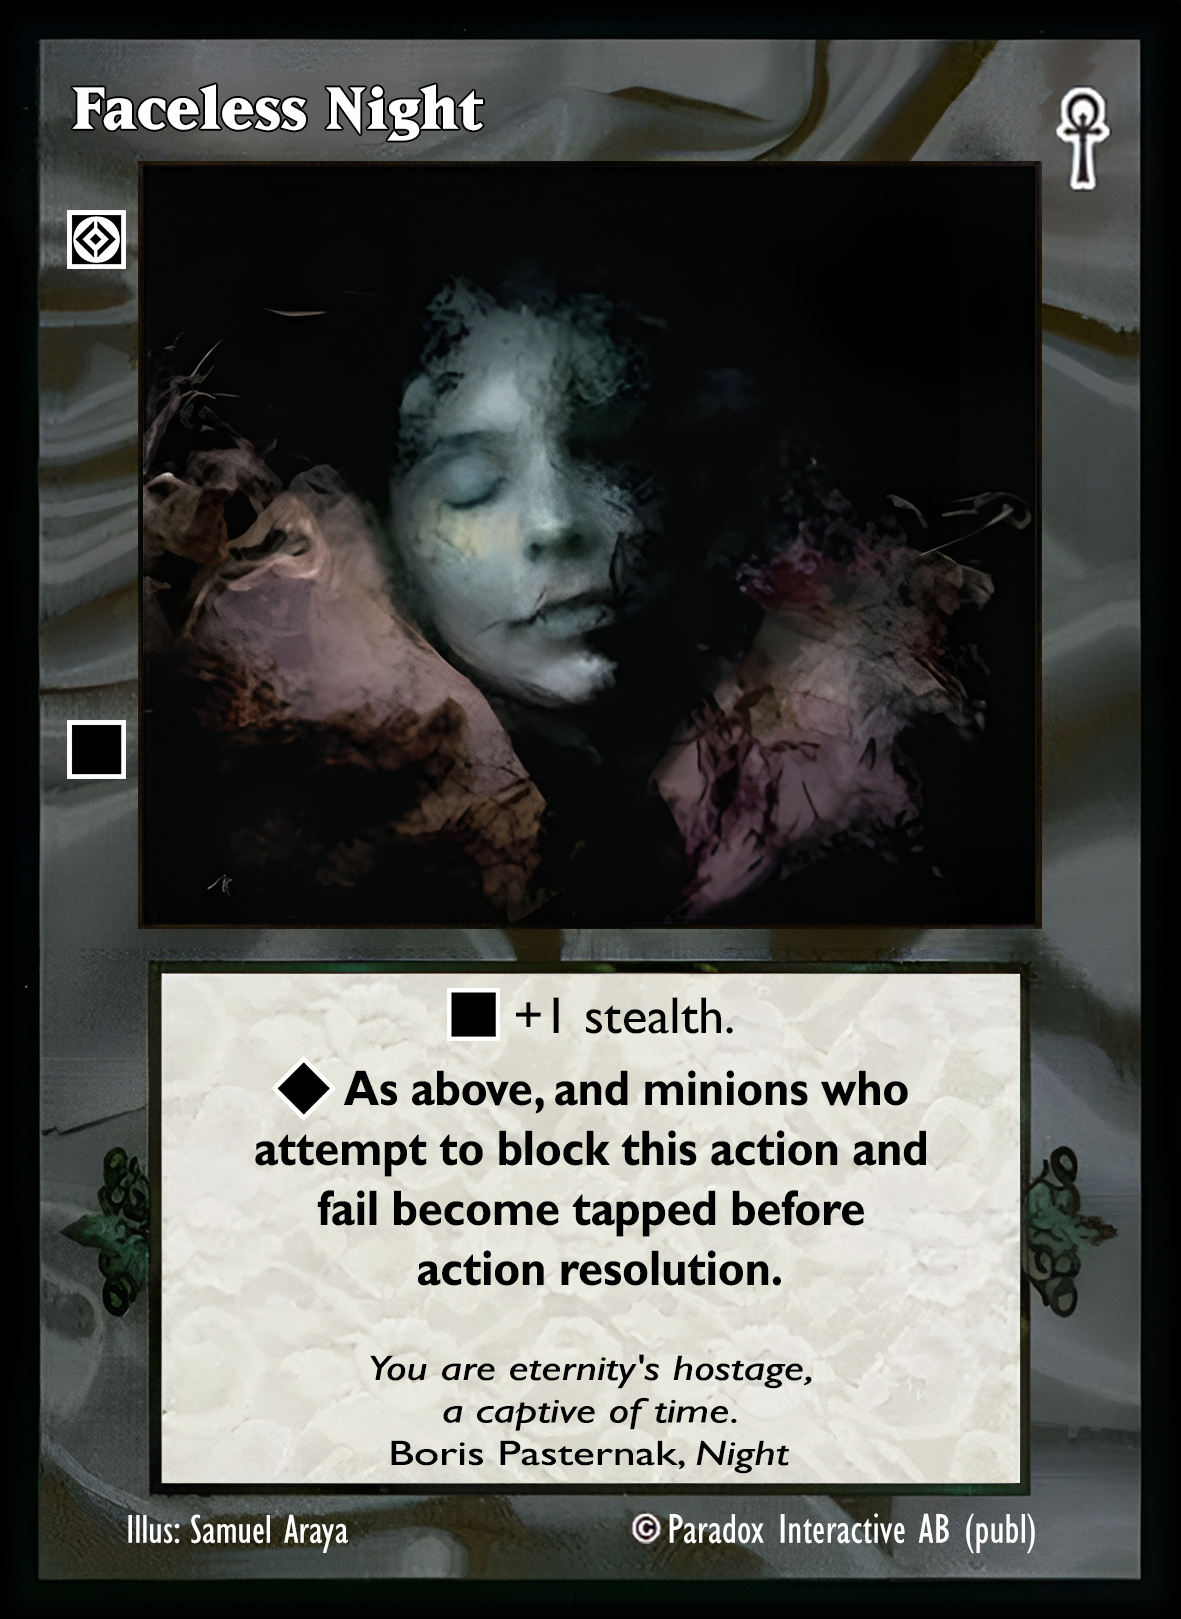 Faceless Night
+1 stealth.
As above, and minions who
attempt to block this action and
fail become tapped before
action resolution.
You are eternity's hostage,
a captive of time.
Boris Pasternak, Night
Illus: Samuel Araya
© Paradox Interactive AB (publ)